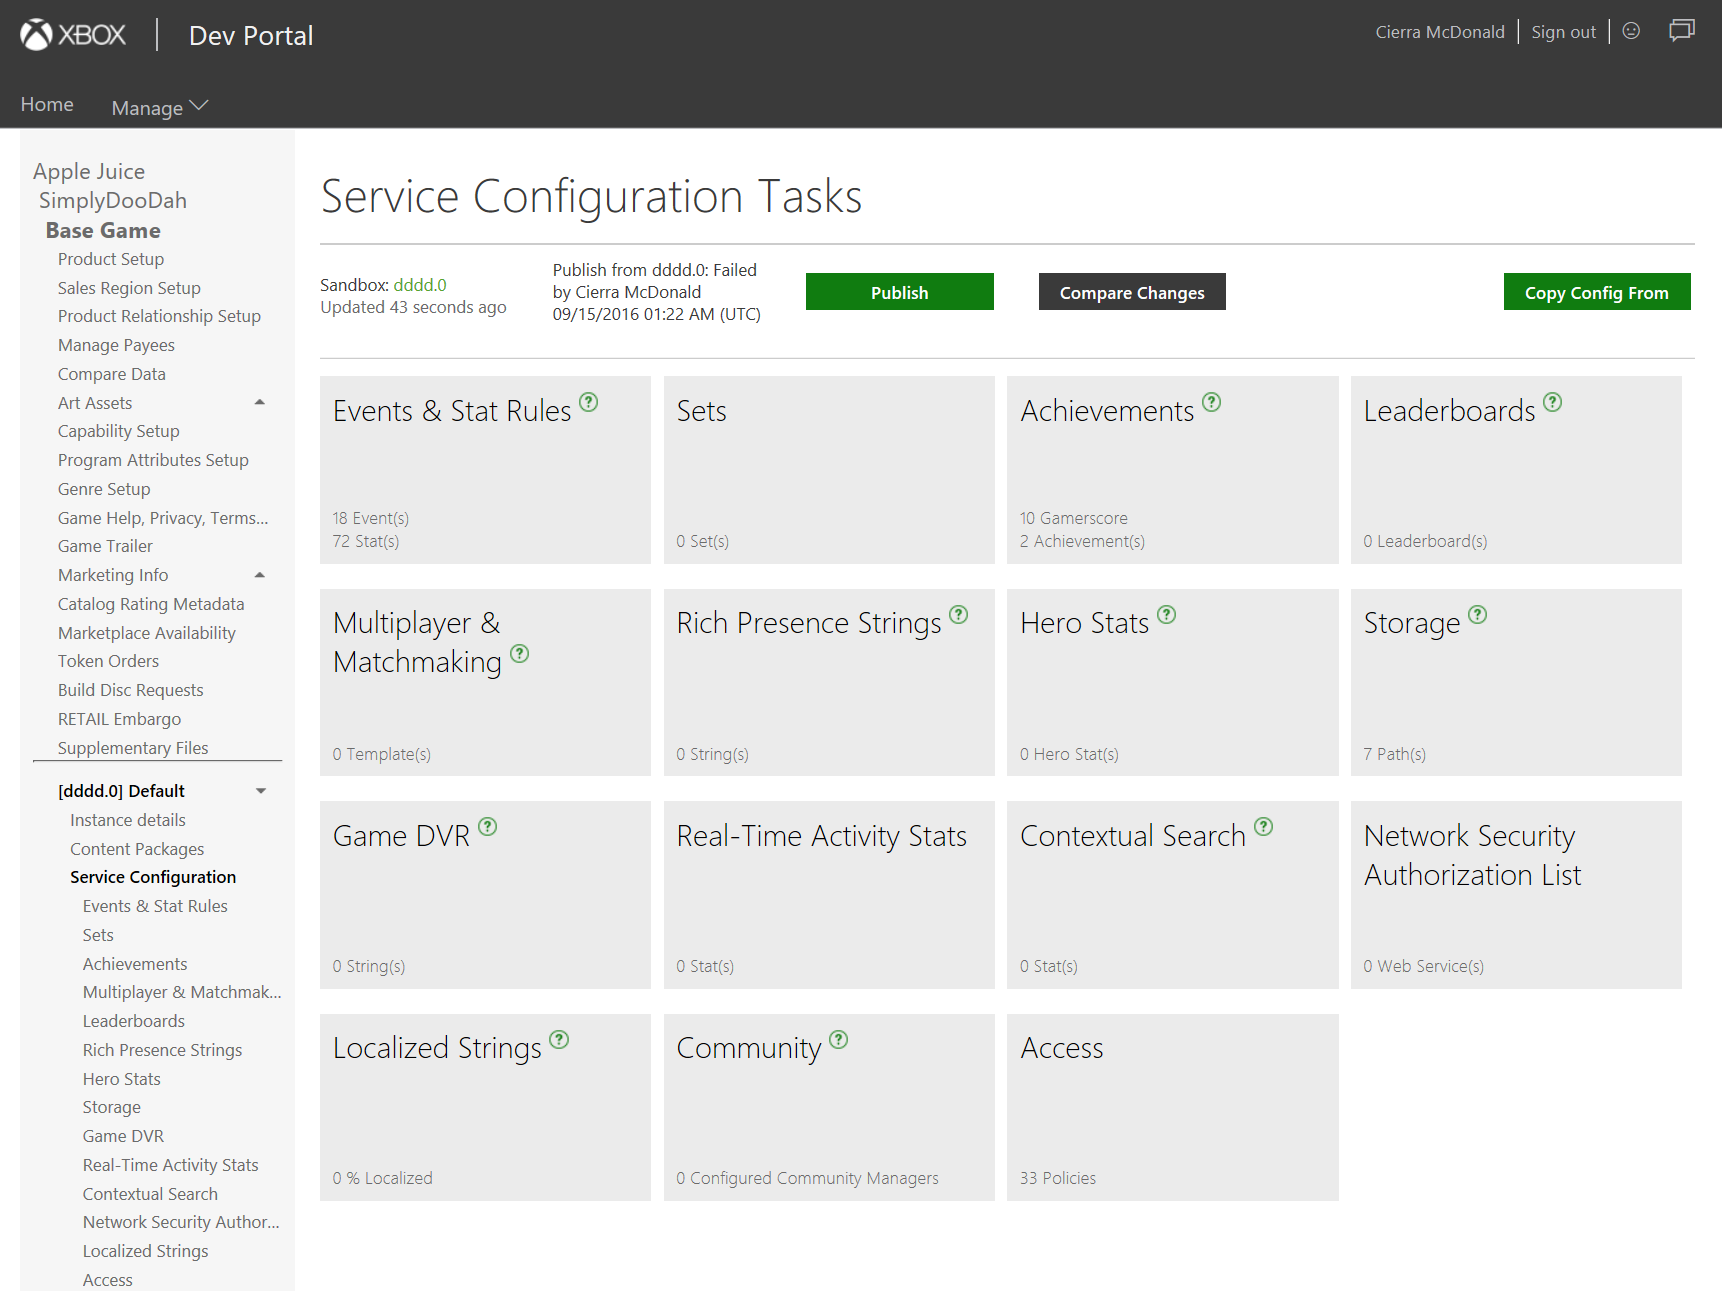 XBOX
Dev Portal
Cierra McDonald
Sign out
Home
Manage
Apple Juice
SimplyDooDah
Base Game
Product Setup
Sales Region Setup
Product Relationship Setup
Manage Payees
Compare Data
Art Assets
Capability Setup
Program Attributes Setup
Genre Setup
Game Help, Privacy, Terms...
Game Trailer
Marketing Info
Catalog Rating Metadata
Marketplace Availability
Token Orders
Build Disc Requests
RETAIL Embargo
Supplementary Files
[dddd.0] Default
Instance details
Content Packages
Service Configuration
Events & Stat Rules
Sets
Achievements
Multiplayer & Matchmak...
Leaderboards
Rich Presence Strings
Hero Stats
Storage
Game DVR
Real-Time Activity Stats
Contextual Search
Network Security Author...
Localized Strings
Access
Service Configuration Tasks
Sandbox: dddd.0
Updated 43 seconds ago
Publish from dddd.0: Failed
by Cierra McDonald
09/15/2016 01:22 AM (UTC)
Publish
Compare Changes
Copy Config From
Events & Stat Rules ?
18 Event(s)
72 Stat(s)
Sets
0 Set(s)
Achievements ?
10 Gamerscore
2 Achievement(s)
Leaderboards ?
0 Leaderboard(s)
Multiplayer &
Matchmaking ?
0 Template(s)
Rich Presence Strings ?
0 String(s)
Hero Stats ?
0 Hero Stat(s)
Storage ?
7 Path(s)
Game DVR ?
0 String(s)
Real-Time Activity Stats
0 Stat(s)
Contextual Search ?
0 Stat(s)
Network Security
Authorization List
0 Web Service(s)
Localized Strings ?
0 % Localized
Community ?
0 Configured Community Managers
Access
33 Policies